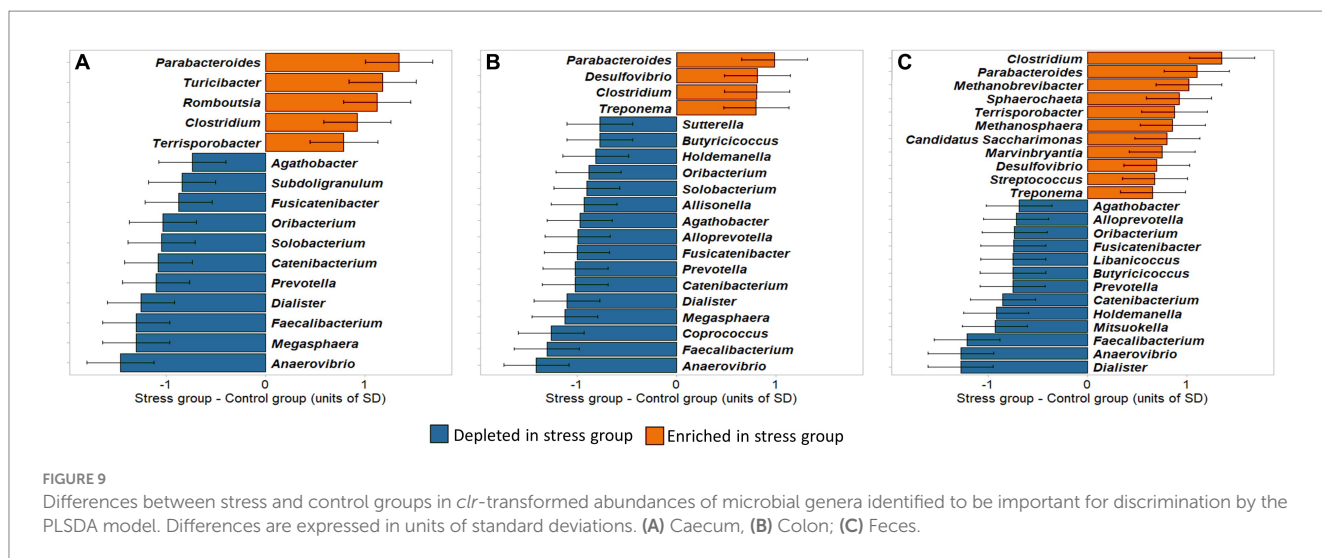 A
Parabacteroides
Turicibacter
Romboutsia
Clostridium
Terrisporobacter
Agathobacter
Subdoligranulum
Fusicatenibacter
Oribacterium
Solobacterium
Catenibacterium
Prevotella
Dialister
Faecalibacterium
Megasphaera
Anaerovibrio
-1 0 1
Stress group - Control group (units of SD)
B
Parabacteroides
Desulfovibrio
Clostridium
Treponema
Sutterella
Butyricicoccus
Holdemanella
Oribacterium
Solobacterium
Allisonella
Agathobacter
Alloprevotella
Fusicatenibacter
Prevotella
Catenibacterium
Dialister
Megasphaera
Coprococcus
Faecalibacterium
Anaerovibrio
-1 0 1
Stress group - Control group (units of SD)
C
Clostridium
Parabacteroides
Methanobrevibacter
Sphaerochaeta
Terrisporobacter
Methanosphaera
Candidatus Saccharimonas
Marvinbryantia
Desulfovibrio
Streptococcus
Treponema
Agathobacter
Alloprevotella
Oribacterium
Fusicatenibacter
Libanicoccus
Butyricicoccus
Prevotella
Catenibacterium
Holdemanella
Mitsuokella
Faecalibacterium
Anaerovibrio
Dialister
-1 0 1
Stress group - Control group (units of SD)
Depleted in stress group Enriched in stress group
FIGURE 9
Differences between stress and control groups in clr-transformed abundances of microbial genera identified to be important for discrimination by the
PLSDA model. Differences are expressed in units of standard deviations. (A) Caecum, (B) Colon; (C) Feces.